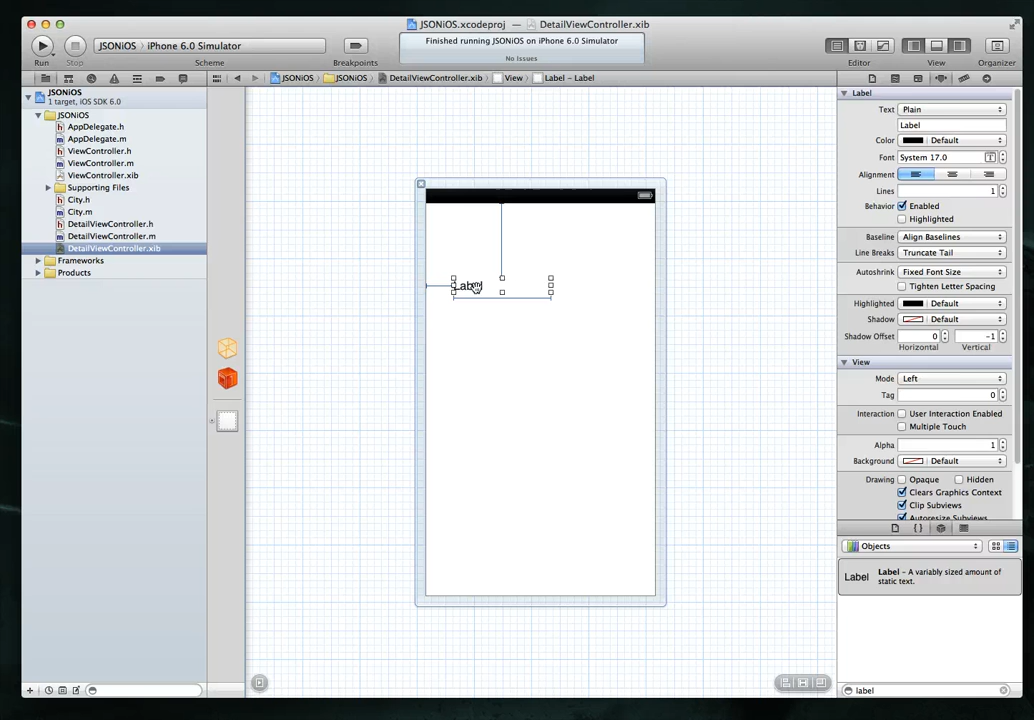 JSONiOS.xcodeproj — DetailViewController.xib
JSONiOS iPhone 6.0 Simulator
Finished running JSONiOS on iPhone 6.0 Simulator
No Issues
Run
Stop
Scheme
Breakpoints
Editor
View
Organizer
JSONiOS
JSONiOS
DetailViewController.xib
View
Label – Label
JSONiOS
1 target, iOS SDK 6.0
JSONiOS
AppDelegate.h
AppDelegate.m
ViewController.h
ViewController.m
ViewController.xib
Supporting Files
City.h
City.m
DetailViewController.h
DetailViewController.m
DetailViewController.xib
Frameworks
Products
Label
Label
Text Plain
Label
Color Default
Font System 17.0
Alignment
Lines 1
Behavior Enabled
Highlighted
Baseline Align Baselines
Line Breaks Truncate Tail
Autoshrink Fixed Font Size
Tighten Letter Spacing
Highlighted Default
Shadow Default
Shadow Offset 0 -1
Horizontal Vertical
View
Mode Left
Tag 0
Interaction User Interaction Enabled
Multiple Touch
Alpha 1
Background Default
Drawing Opaque Hidden
Clears Graphics Context
Clip Subviews
Autoresize Subviews
Objects
Label
Label – A variably sized amount of
static text.
label